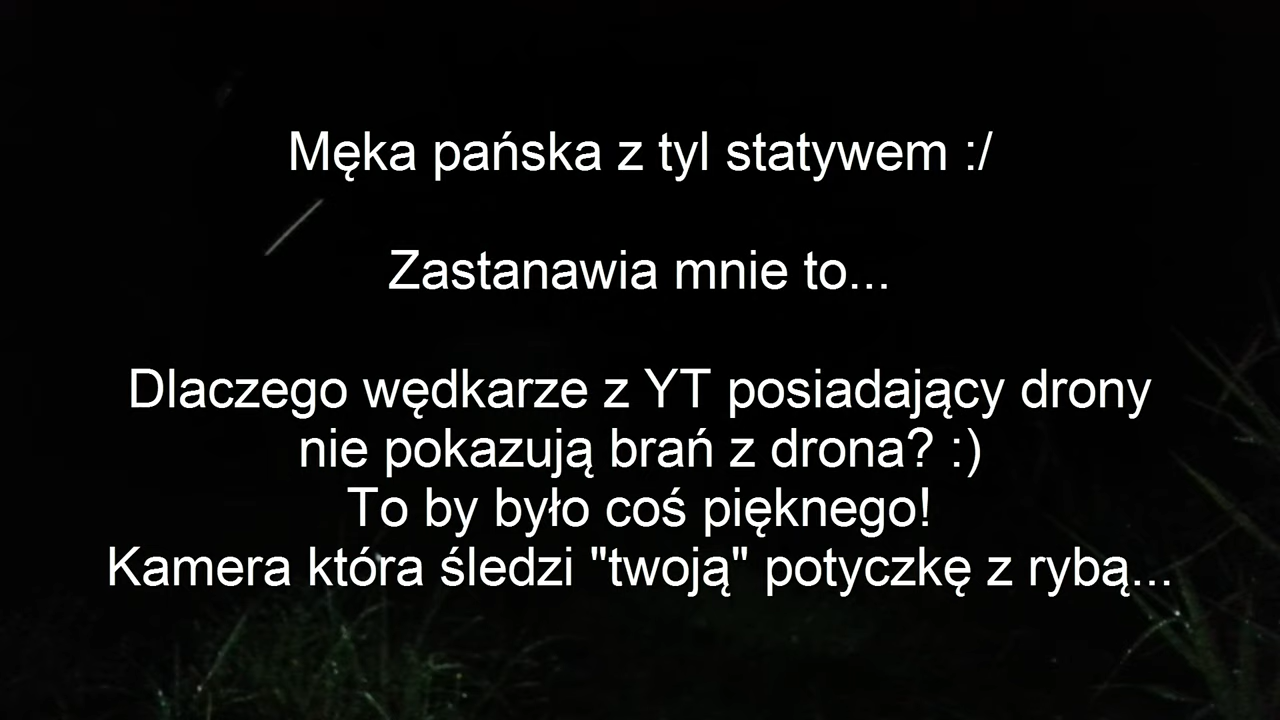 Męka pańska z tyl statywem :/
Zastanawia mnie to...
Dlaczego wędkarze z YT posiadający drony
nie pokazują brań z drona? :)
To by było coś pięknego!
Kamera która śledzi "twoją" potyczkę z rybą...